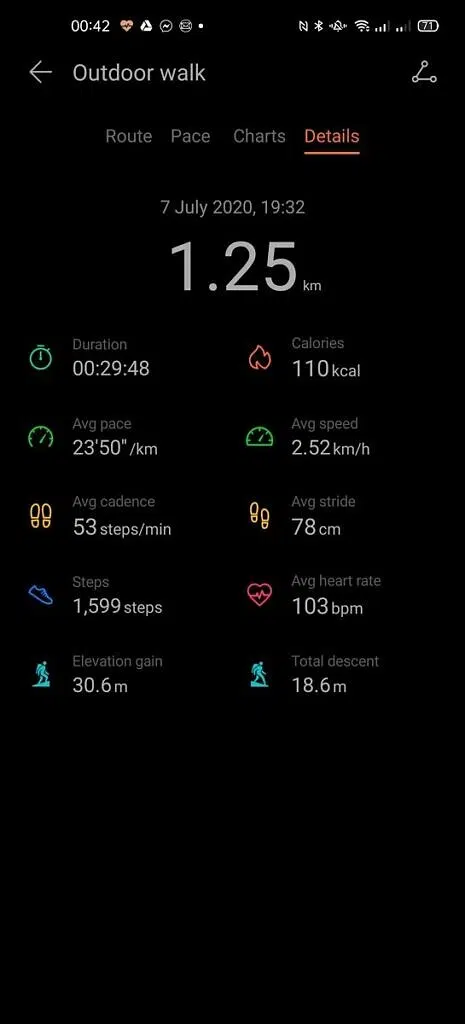 00:42 71
Outdoor walk
Route Pace Charts Details
7 July 2020, 19:32
1.25 km
Duration Calories
00:29:48 110 kcal
Avg pace Avg speed
23'50"/km 2.52 km/h
Avg cadence Avg stride
53 steps/min 78 cm
Steps Avg heart rate
1,599 steps 103 bpm
Elevation gain Total descent
30.6 m 18.6 m